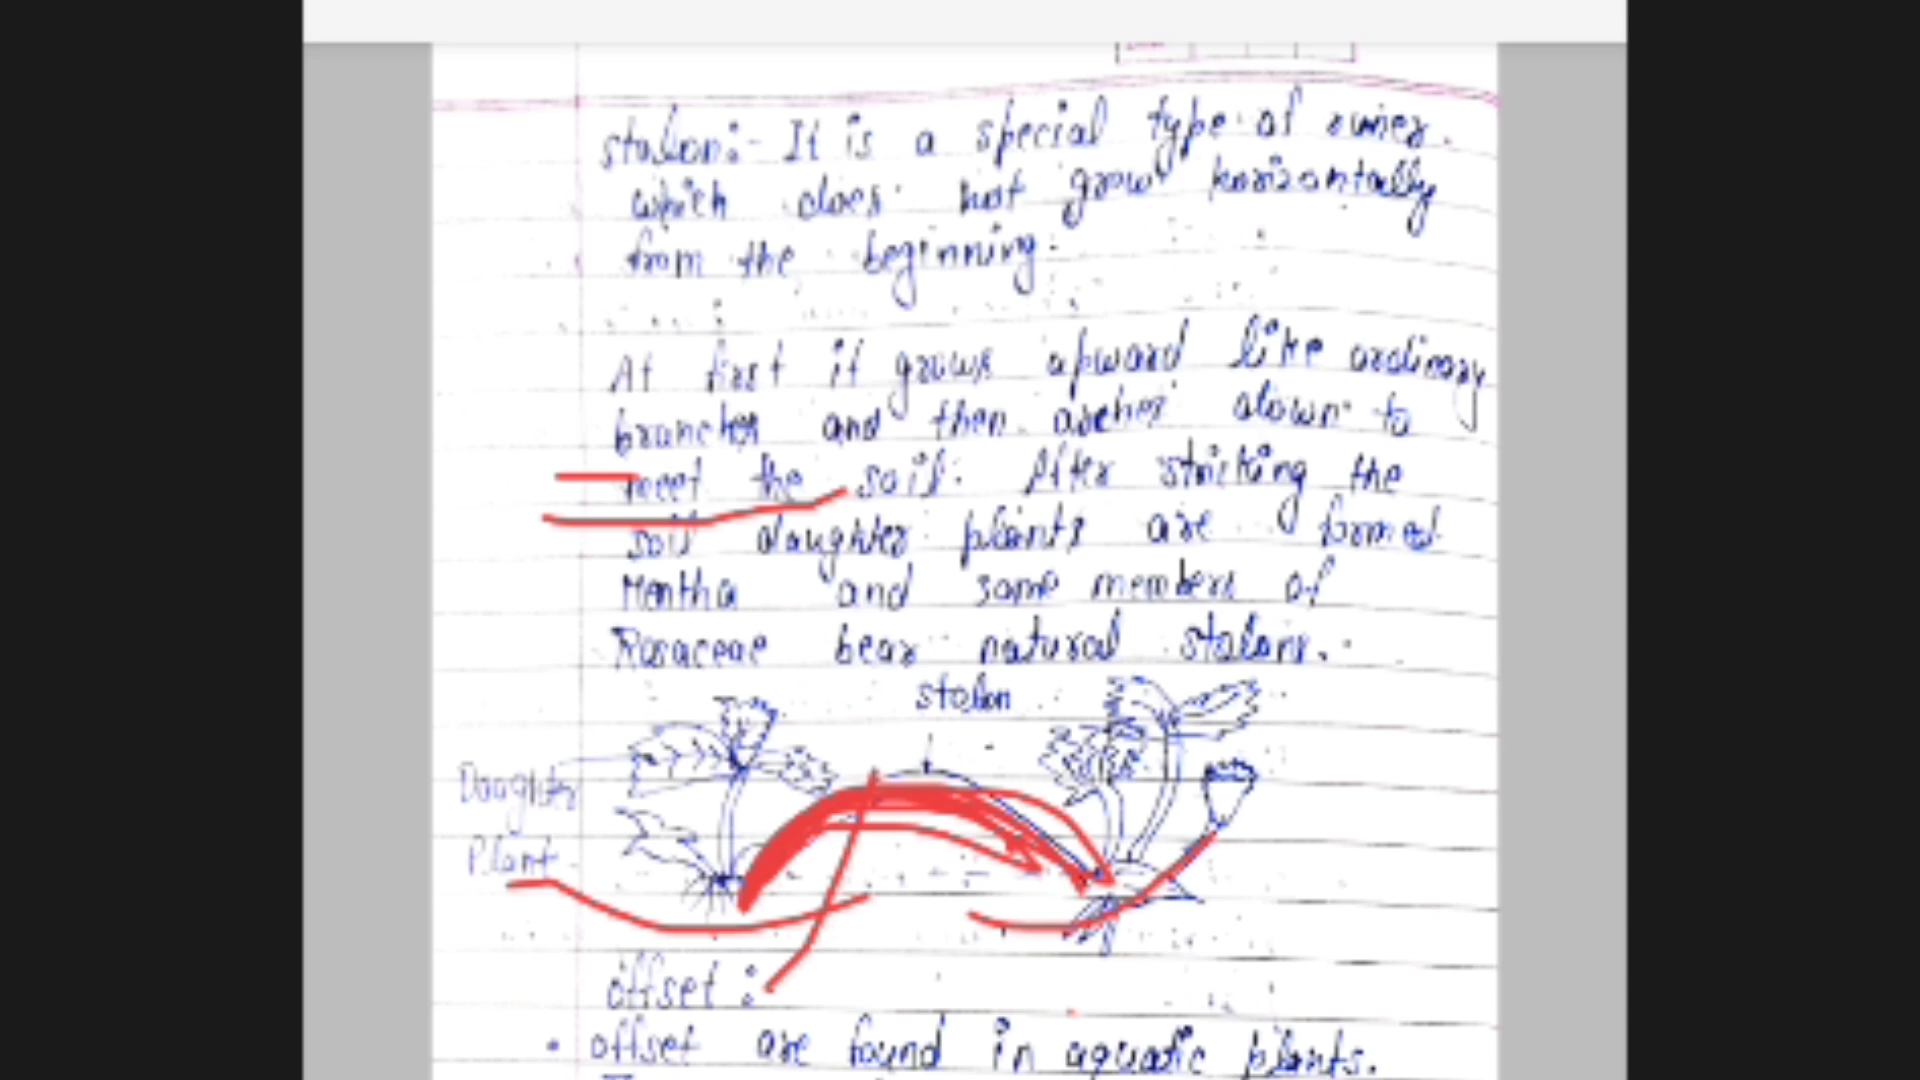 stolon:- It is a special type of runer.
which does not grow horizontally
from the beginning.
At first it grows upward like ordinary
branches and then arches down to
meet the soil. After stricking the
soil daughter plants are formed
Mentha and some members of
Rosaceae bear natural stolons.
stolon
Daughter
Plant
offset :
• offset are found in aquatic plants.